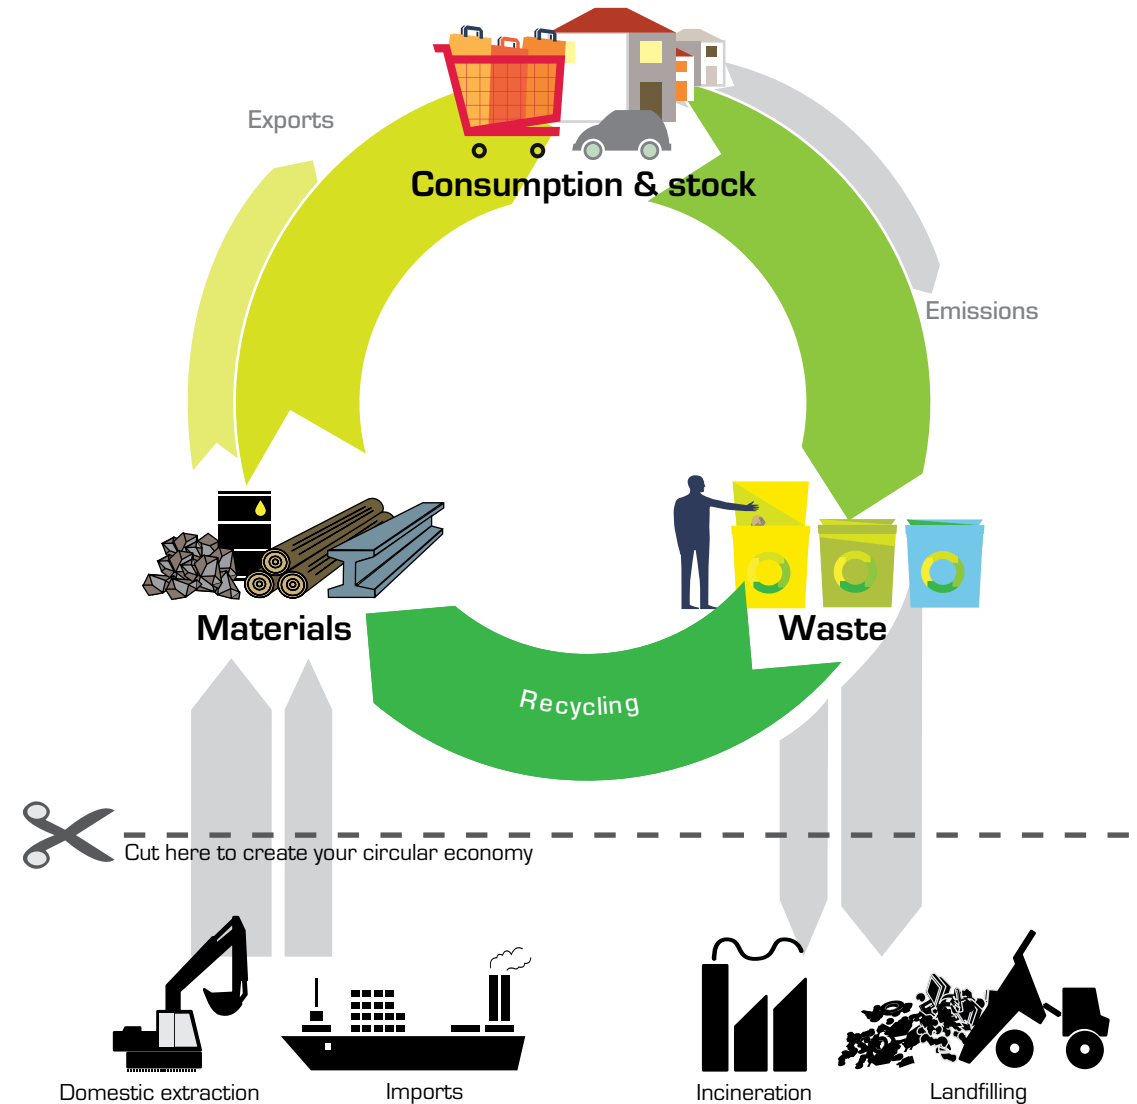 Exports
Consumption & stock
Emissions
Materials
Waste
Recycling
Cut here to create your circular economy
Domestic extraction
Imports
Incineration
Landfilling